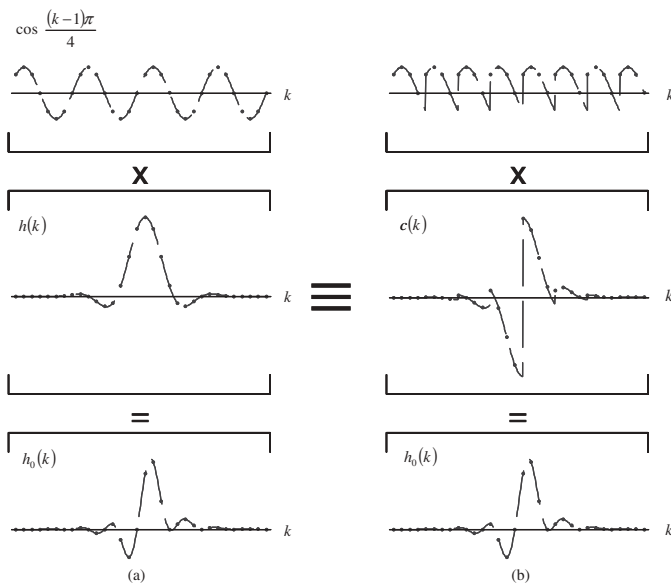 cos (k−1)π / 4
k
k
X
X
h(k)
c(k)
k
k
≡
=
=
h₀(k)
h₀(k)
k
k
(a)
(b)